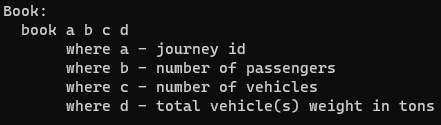 Book:
  book a b c d
       where a - journey id
       where b - number of passengers
       where c - number of vehicles
       where d - total vehicle(s) weight in tons